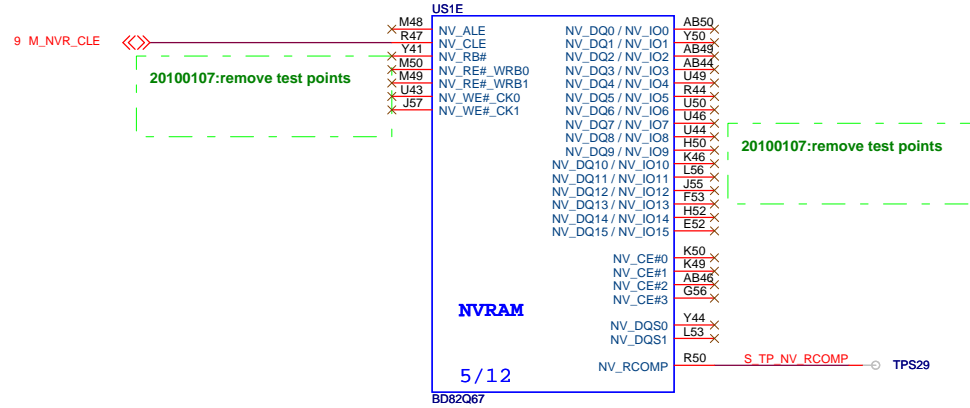 US1E
9 M_NVR_CLE
M48 NV_ALE
R47 NV_CLE
Y41 NV_RB#
M50 NV_RE#_WRB0
M49 NV_RE#_WRB1
U43 NV_WE#_CK0
J57 NV_WE#_CK1
20100107:remove test points
NV_DQ0 / NV_IO0 AB50
NV_DQ1 / NV_IO1 Y50
NV_DQ2 / NV_IO2 AB49
NV_DQ3 / NV_IO3 AB44
NV_DQ4 / NV_IO4 U49
NV_DQ5 / NV_IO5 R44
NV_DQ6 / NV_IO6 U50
NV_DQ7 / NV_IO7 U46
NV_DQ8 / NV_IO8 U44
NV_DQ9 / NV_IO9 H50
NV_DQ10 / NV_IO10 K46
NV_DQ11 / NV_IO11 L56
NV_DQ12 / NV_IO12 J55
NV_DQ13 / NV_IO13 F53
NV_DQ14 / NV_IO14 H52
NV_DQ15 / NV_IO15 E52
20100107:remove test points
NV_CE#0 K50
NV_CE#1 K49
NV_CE#2 AB46
NV_CE#3 G56
NVRAM
NV_DQS0 Y44
NV_DQS1 L53
NV_RCOMP R50 S_TP_NV_RCOMP TPS29
5/12
BD82Q67